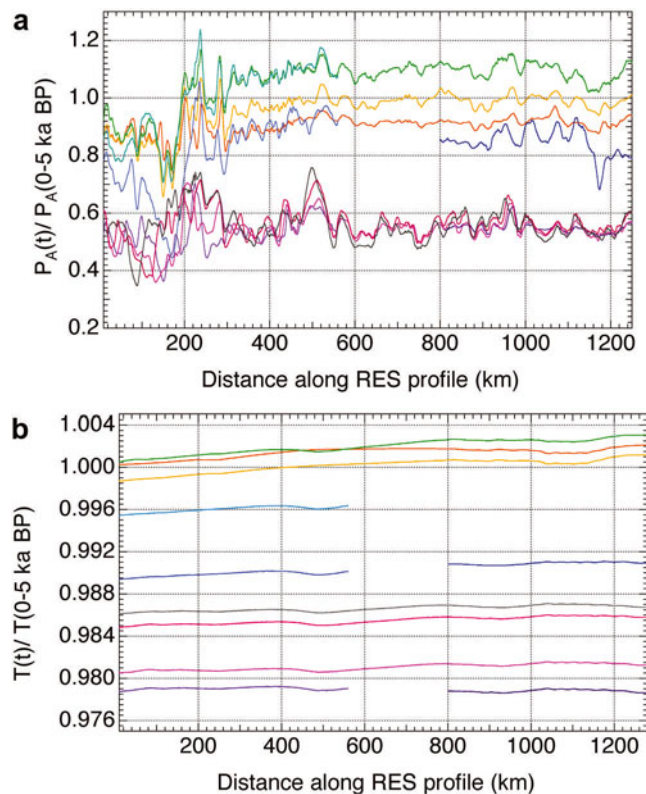 a
1.2
1.0
0.8
0.6
0.4
0.2
P_A(t)/ P_A(0-5 ka BP)
200 400 600 800 1000 1200
Distance along RES profile (km)
b
1.004
1.000
0.996
0.992
0.988
0.984
0.980
0.976
T(t)/ T(0-5 ka BP)
200 400 600 800 1000 1200
Distance along RES profile (km)